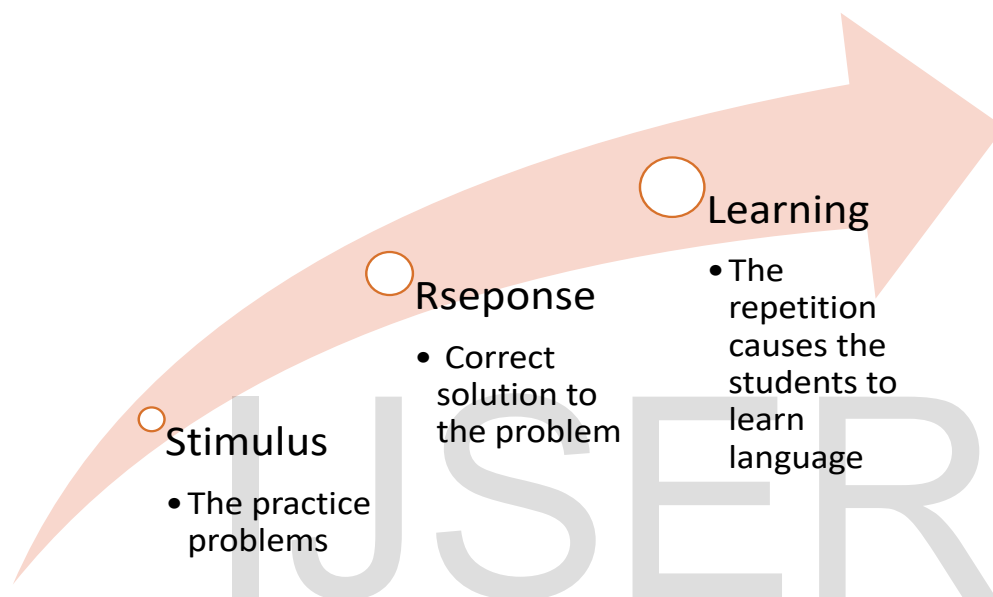 Stimulus
• The practice
problems
Rseponse
• Correct
solution to
the problem
Learning
• The
repetition
causes the
students to
learn
language
IJSER